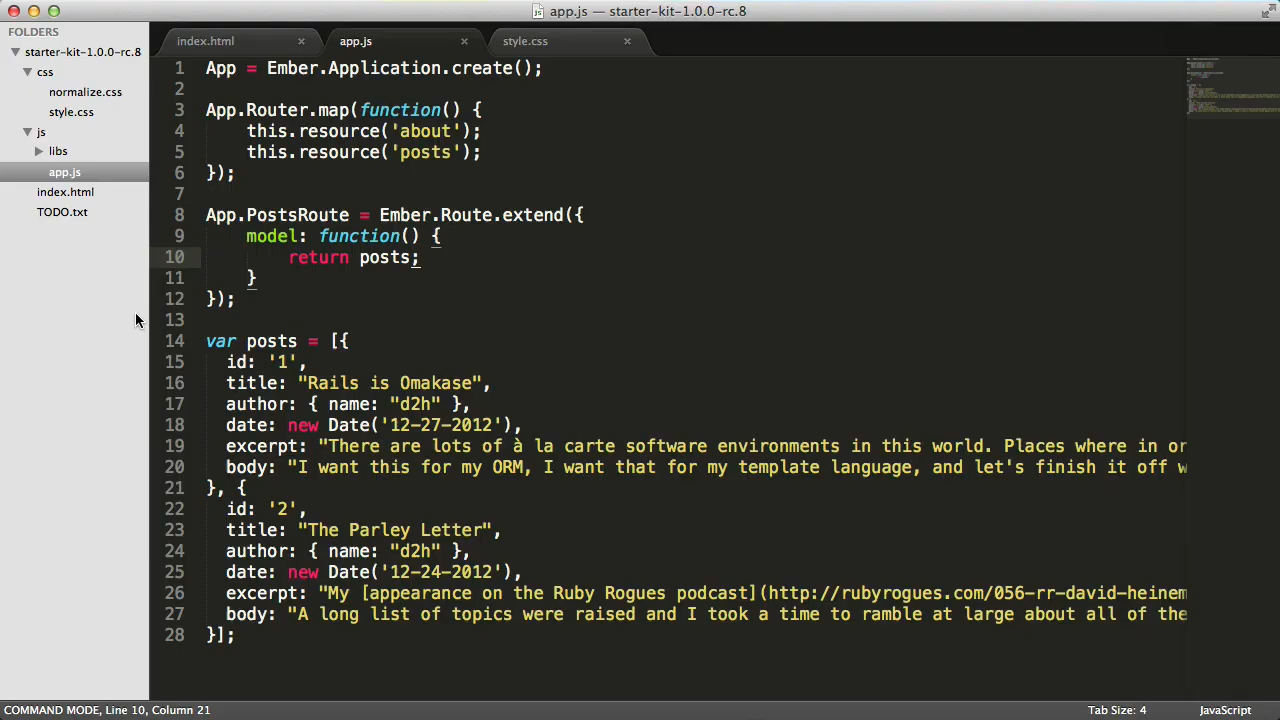 app.js — starter-kit-1.0.0-rc.8
FOLDERS
starter-kit-1.0.0-rc.8
css
normalize.css
style.css
js
libs
app.js
index.html
TODO.txt
index.html × app.js × style.css ×
1 App = Ember.Application.create();
2
3 App.Router.map(function() {
4 this.resource('about');
5 this.resource('posts');
6 });
7
8 App.PostsRoute = Ember.Route.extend({
9 model: function() {
10 return posts;
11 }
12 });
13
14 var posts = [{
15 id: '1',
16 title: "Rails is Omakase",
17 author: { name: "d2h" },
18 date: new Date('12-27-2012'),
19 excerpt: "There are lots of à la carte software environments in this world. Places where in or
20 body: "I want this for my ORM, I want that for my template language, and let's finish it off w
21 }, {
22 id: '2',
23 title: "The Parley Letter",
24 author: { name: "d2h" },
25 date: new Date('12-24-2012'),
26 excerpt: "My [appearance on the Ruby Rogues podcast](http://rubyrogues.com/056-rr-david-heinem
27 body: "A long list of topics were raised and I took a time to ramble at large about all of the
28 }];
COMMAND MODE, Line 10, Column 21 Tab Size: 4 JavaScript